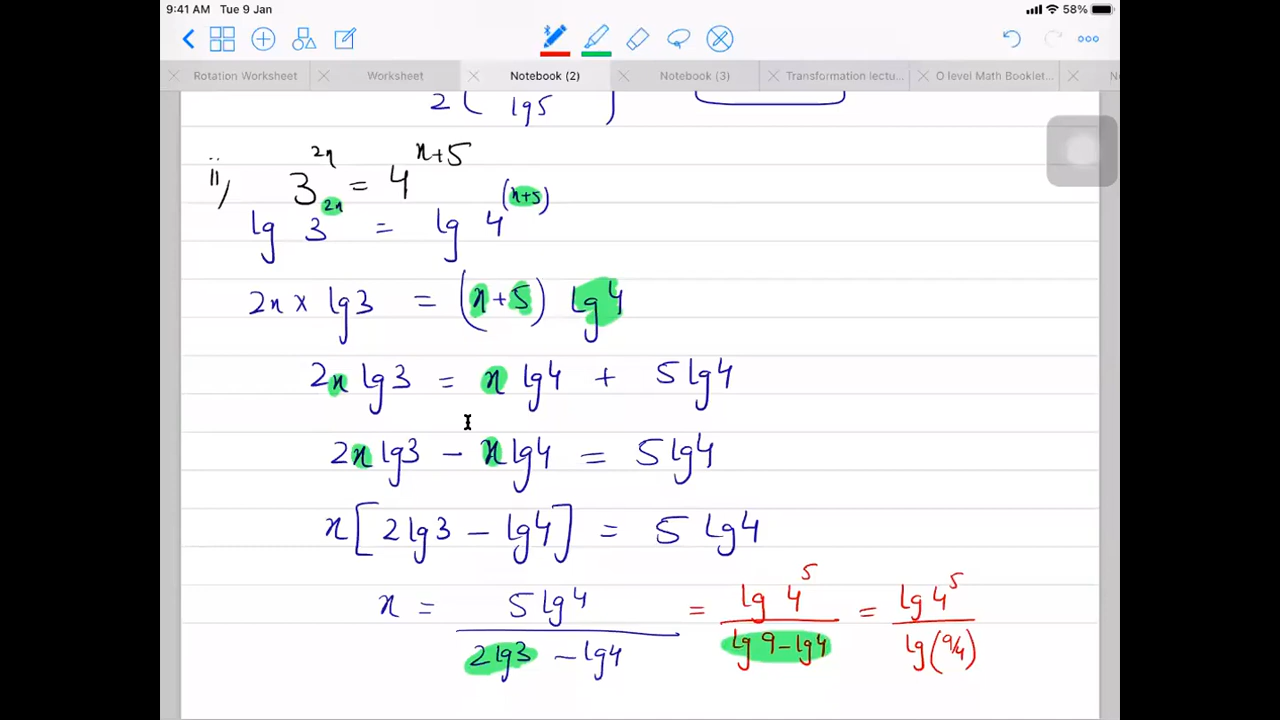 9:41 AM Tue 9 Jan 58%
Rotation Worksheet Worksheet Notebook (2) Notebook (3) Transformation lectu... O level Math Booklet...
2 ( lg5 )
ii) 3^{2x} = 4^{x+5}
lg 3^{2x} = lg 4^{(x+5)}
2x × lg3 = (x+5) lg4
2x lg3 = x lg4 + 5 lg4
2x lg3 − x lg4 = 5 lg4
x[2 lg3 − lg4] = 5 lg4
x = 5 lg4 / 2 lg3 − lg4 = lg 4^5 / lg 9 − lg4 = lg 4^5 / lg(9/4)